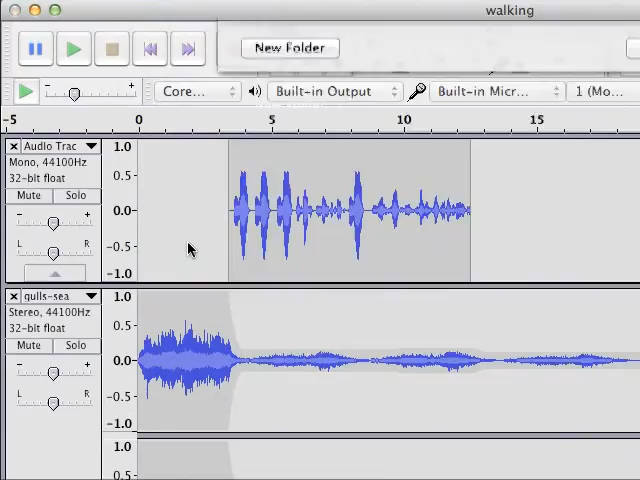 walking
New Folder
- + Core... Built-in Output Built-in Micr... 1 (Mo...
-5 0 5 10 15
Audio Trac
Mono, 44100Hz
32-bit float
Mute Solo
- +
L R
1.0
0.5
0.0
-0.5
-1.0
gulls-sea
Stereo, 44100Hz
32-bit float
Mute Solo
- +
L R
1.0
0.5
0.0
-0.5
-1.0
1.0
0.5